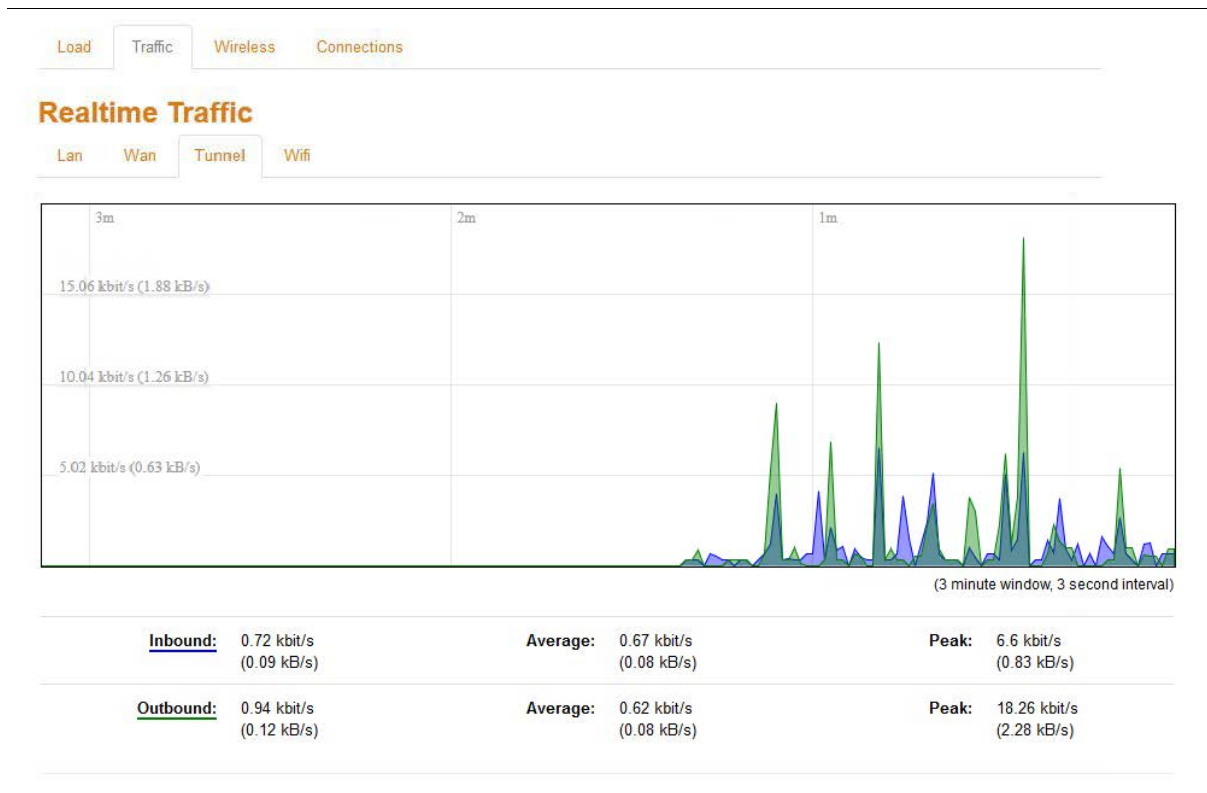 Load Traffic Wireless Connections
Realtime Traffic
Lan Wan Tunnel Wifi
3m 2m 1m
15.06 kbit/s (1.88 kB/s)
10.04 kbit/s (1.26 kB/s)
5.02 kbit/s (0.63 kB/s)
(3 minute window, 3 second interval)
Inbound: 0.72 kbit/s Average: 0.67 kbit/s Peak: 6.6 kbit/s
(0.09 kB/s) (0.08 kB/s) (0.83 kB/s)
Outbound: 0.94 kbit/s Average: 0.62 kbit/s Peak: 18.26 kbit/s
(0.12 kB/s) (0.08 kB/s) (2.28 kB/s)